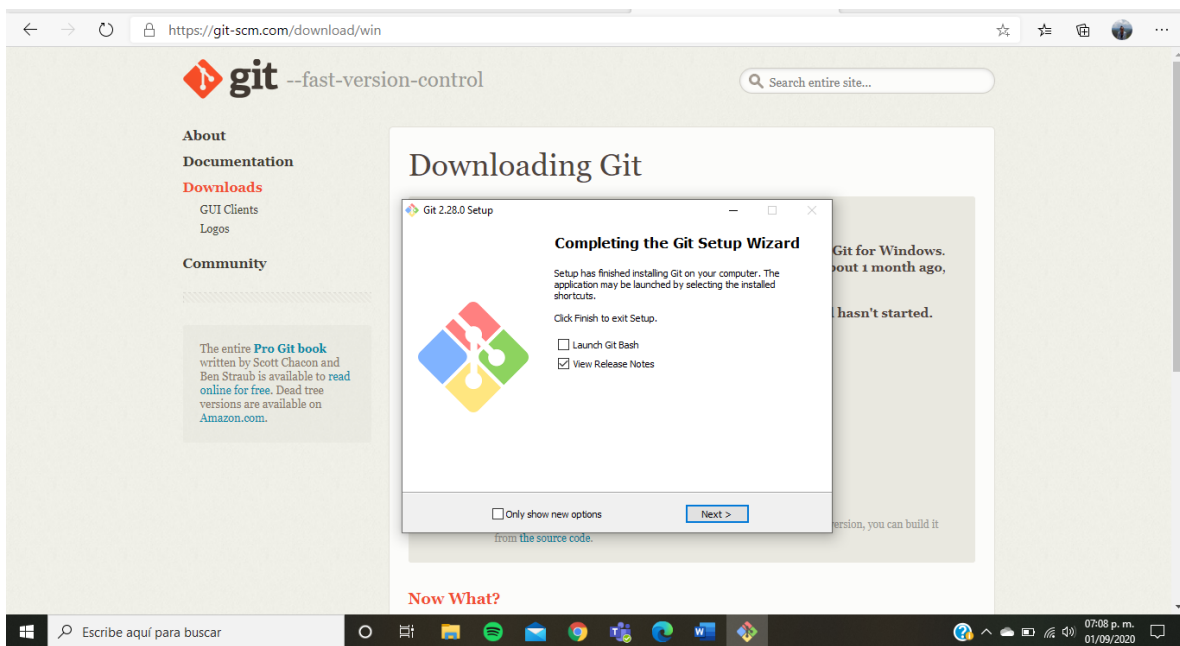 https://git-scm.com/download/win
git --fast-version-control
Search entire site...
About
Documentation
Downloads
GUI Clients
Logos
Community
The entire Pro Git book
written by Scott Chacon and
Ben Straub is available to read
online for free. Dead tree
versions are available on
Amazon.com.
Downloading Git
Git for Windows.
out 1 month ago,
hasn't started.
Git 2.28.0 Setup
Completing the Git Setup Wizard
Setup has finished installing Git on your computer. The
application may be launched by selecting the installed
shortcuts.
Click Finish to exit Setup.
Launch Git Bash
View Release Notes
Only show new options
Next >
version, you can build it
from the source code.
Now What?
Escribe aquí para buscar
07:08 p. m.
01/09/2020